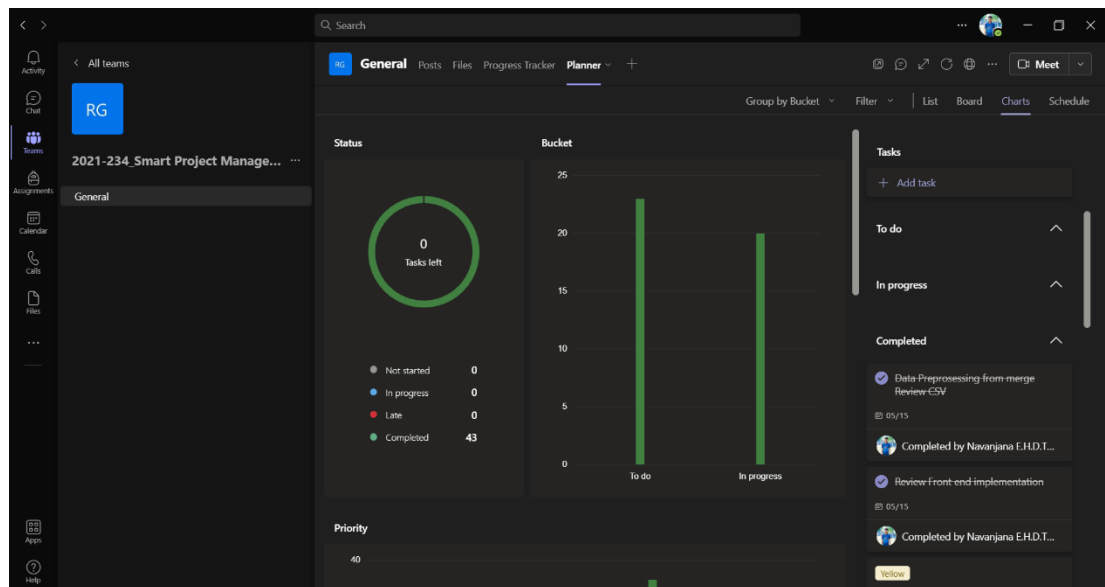 Search
Activity
Chat
Teams
Assignments
Calendar
Calls
Files
Apps
Help
All teams
RG
2021-234_Smart Project Manage...
General
RG General Posts Files Progress Tracker Planner
Meet
Group by Bucket Filter List Board Charts Schedule
Status
0
Tasks left
Not started 0
In progress 0
Late 0
Completed 43
Bucket
25
20
15
10
5
0
To do In progress
Priority
40
Tasks
+ Add task
To do
In progress
Completed
Data Preprosessing from merge
Review CSV
05/15
Completed by Navanjana E.H.D.T...
Review Front end implementation
05/15
Completed by Navanjana E.H.D.T...
Yellow